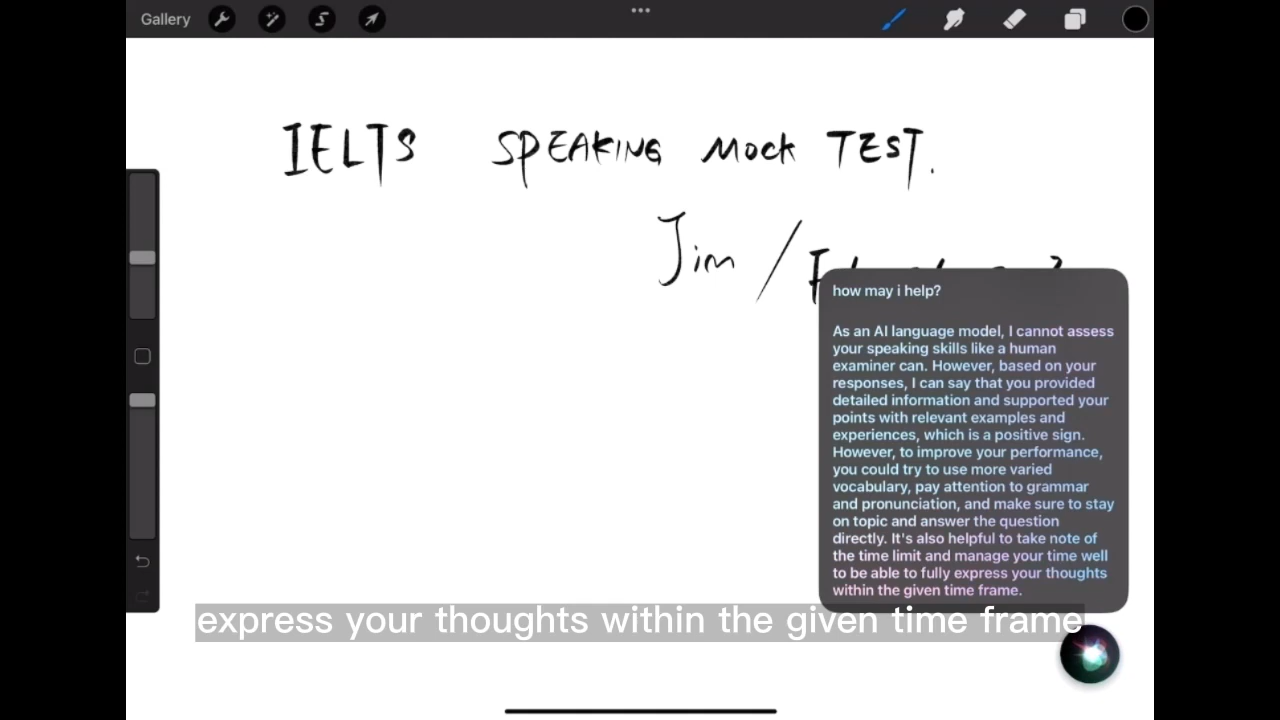 Gallery
IELTS SPEAKING MOCK TEST.
Jim /
how may i help?
As an AI language model, I cannot assess
your speaking skills like a human
examiner can. However, based on your
responses, I can say that you provided
detailed information and supported your
points with relevant examples and
experiences, which is a positive sign.
However, to improve your performance,
you could try to use more varied
vocabulary, pay attention to grammar
and pronunciation, and make sure to stay
on topic and answer the question
directly. It's also helpful to take note of
the time limit and manage your time well
to be able to fully express your thoughts
within the given time frame.
express your thoughts within the given time frame